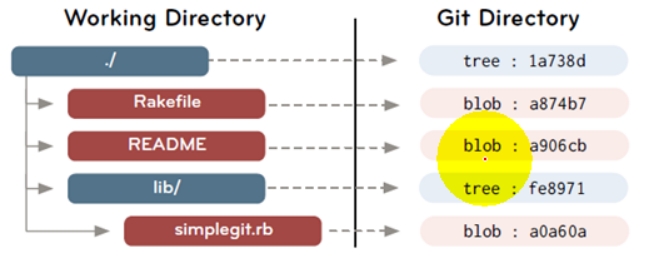 Working Directory
Git Directory
./
tree : 1a738d
Rakefile
blob : a874b7
README
blob : a906cb
lib/
tree : fe8971
simplegit.rb
blob : a0a60a